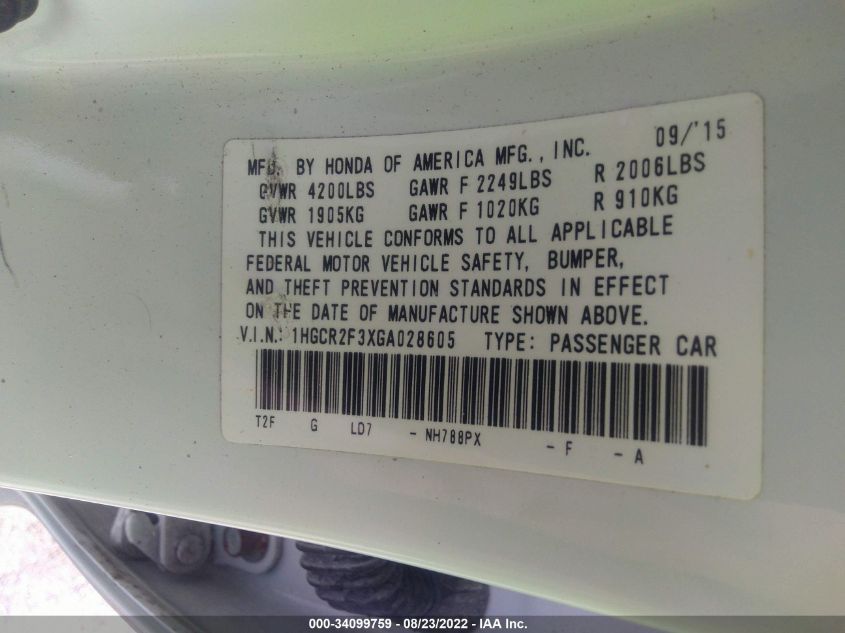 09/'15
MFD. BY HONDA OF AMERICA MFG., INC.
GVWR 4200LBS GAWR F 2249LBS R 2006LBS
GVWR 1905KG GAWR F 1020KG R 910KG
THIS VEHICLE CONFORMS TO ALL APPLICABLE
FEDERAL MOTOR VEHICLE SAFETY, BUMPER,
AND THEFT PREVENTION STANDARDS IN EFFECT
ON THE DATE OF MANUFACTURE SHOWN ABOVE.
V.I.N.: 1HGCR2F3XGA028605 TYPE: PASSENGER CAR
T2F G LD7 - NH788PX - F - A
000-34099759 - 08/23/2022 - IAA Inc.